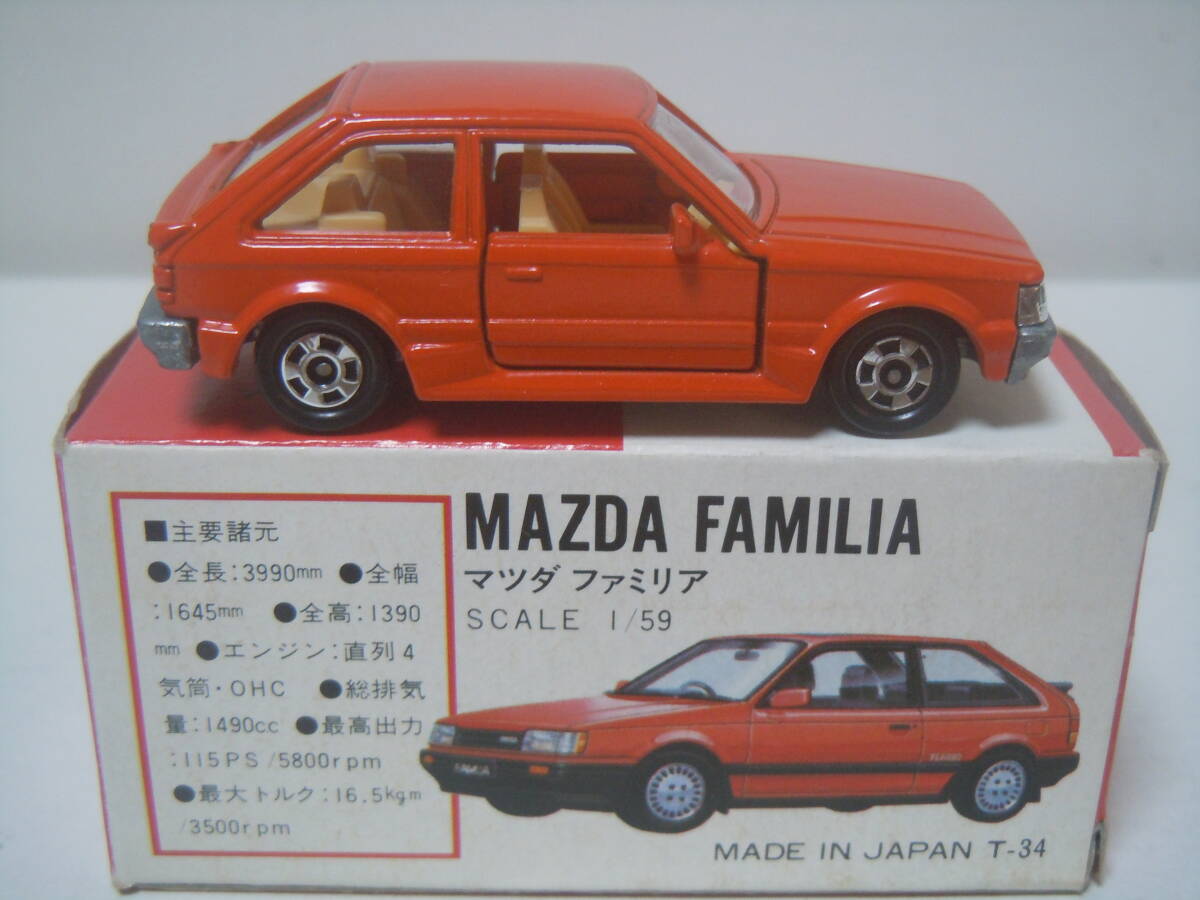 ■主要諸元
●全長:3990mm ●全幅
:1645mm ●全高:1390
mm ●エンジン:直列4
気筒・OHC ●総排気
量:1490cc ●最高出力
:115PS/5800rpm
●最大トルク:16.5kgm
/3500rpm
MAZDA FAMILIA
マツダ ファミリア
SCALE 1/59
MADE IN JAPAN T-34